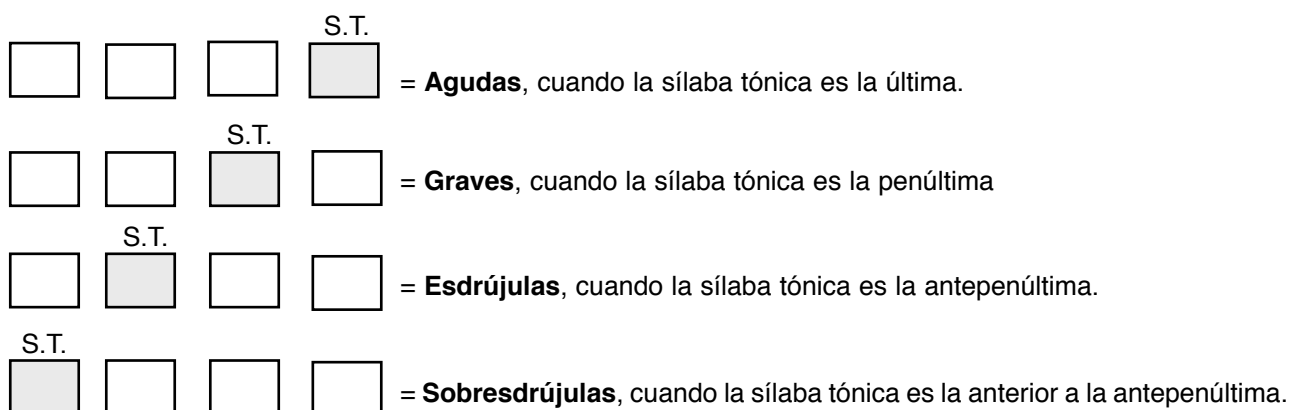 S.T.
= Agudas, cuando la sílaba tónica es la última.
S.T.
= Graves, cuando la sílaba tónica es la penúltima
S.T.
= Esdrújulas, cuando la sílaba tónica es la antepenúltima.
S.T.
= Sobresdrújulas, cuando la sílaba tónica es la anterior a la antepenúltima.